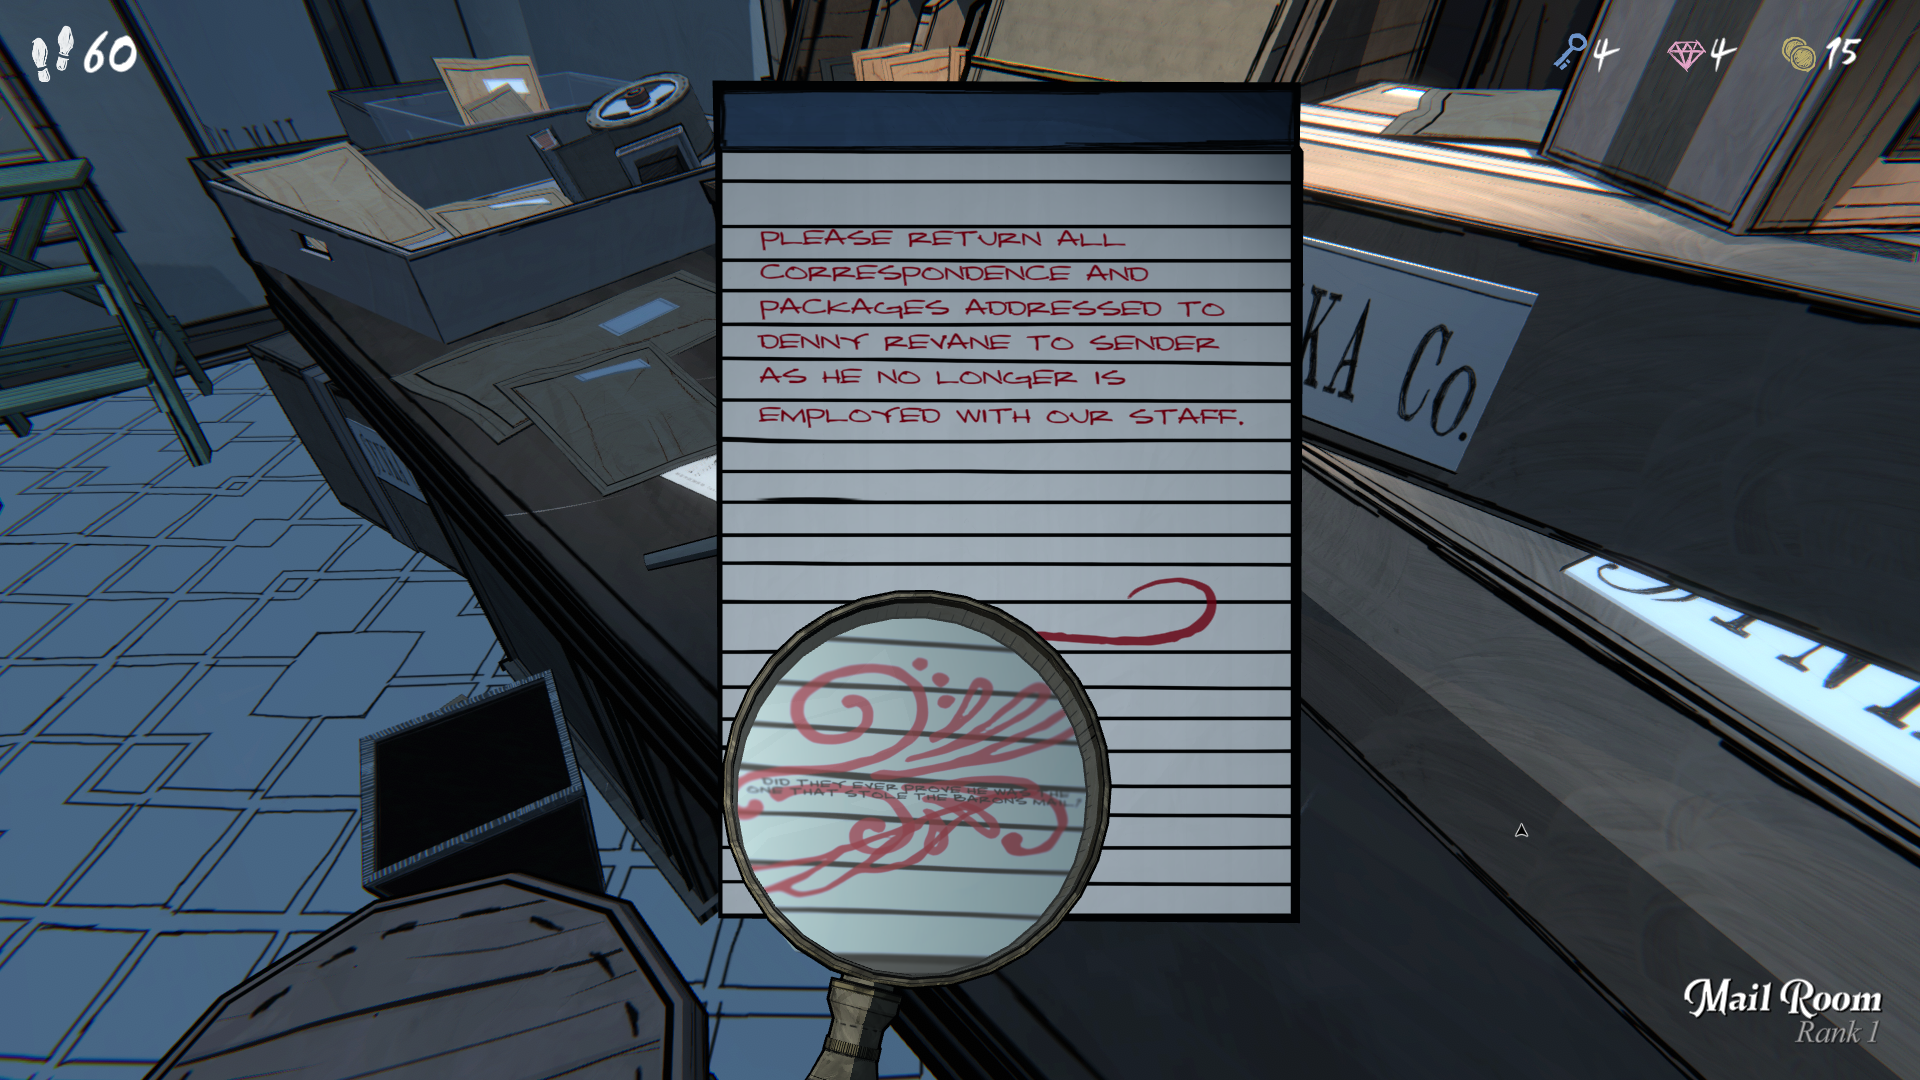 60
4
4
15
PLEASE RETURN ALL
CORRESPONDENCE AND
PACKAGES ADDRESSED TO
DENNY REVANE TO SENDER
AS HE NO LONGER IS
EMPLOYED WITH OUR STAFF.
DID THEY EVER PROVE HE WAS THE
ONE THAT STOLE THE BARONS MAIL?
KA Co.
Mail Room
Rank 1